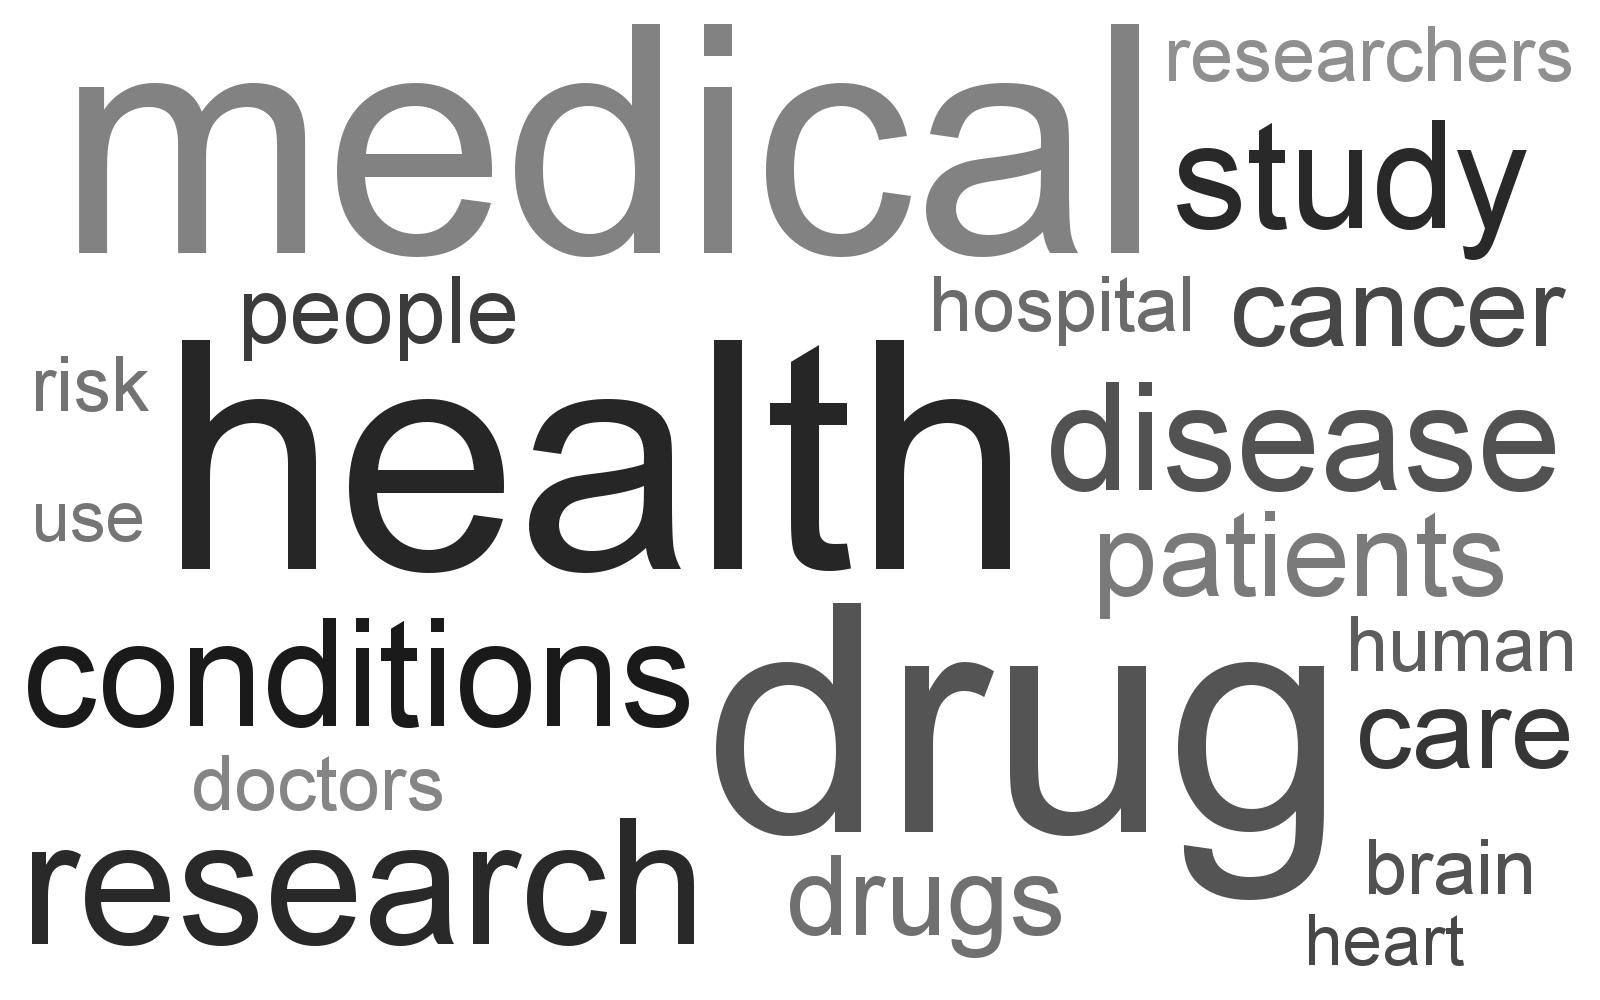 medical
researchers
study
people
hospital
cancer
risk
health
disease
use
patients
conditions
drug
human
care
doctors
research
drugs
brain
heart